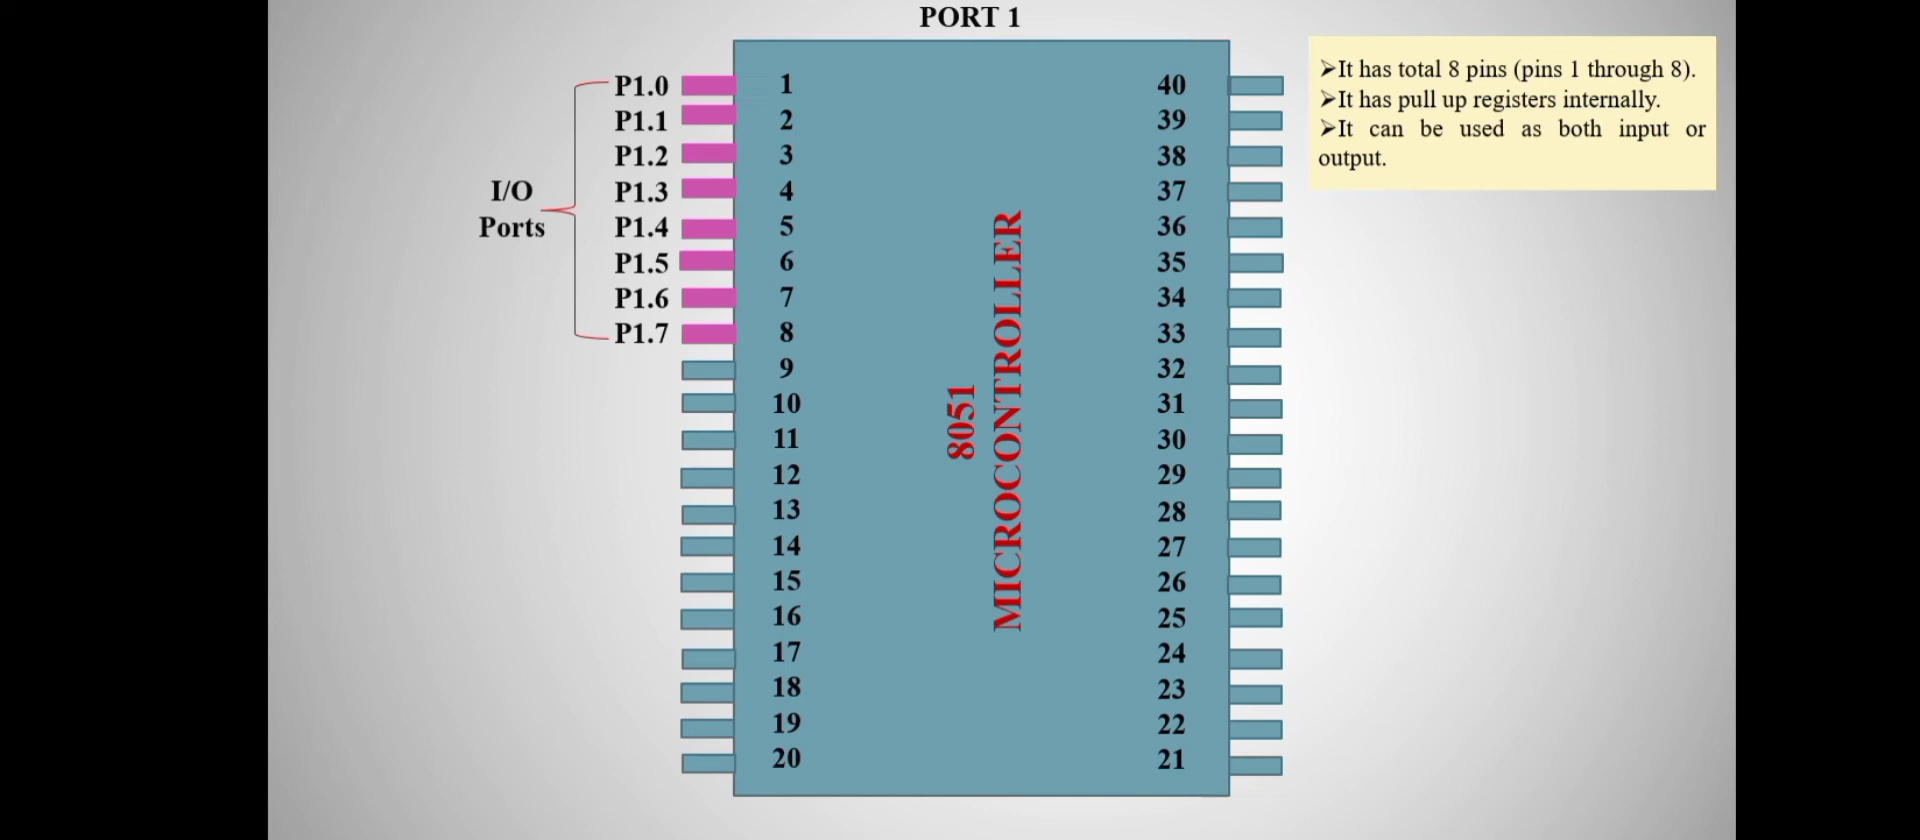 PORT 1
I/O
Ports
P1.0
P1.1
P1.2
P1.3
P1.4
P1.5
P1.6
P1.7
1
2
3
4
5
6
7
8
9
10
11
12
13
14
15
16
17
18
19
20
8051
MICROCONTROLLER
40
39
38
37
36
35
34
33
32
31
30
29
28
27
26
25
24
23
22
21
➢It has total 8 pins (pins 1 through 8).
➢It has pull up registers internally.
➢It can be used as both input or
output.